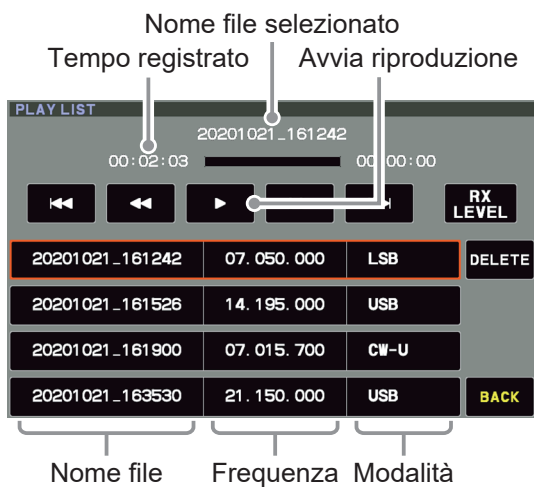 Nome file selezionato
Tempo registrato Avvia riproduzione
PLAY LIST
20201021_161242
00:02:03 00:00:00
RX
LEVEL
20201021_161242 07.050.000 LSB DELETE
20201021_161526 14.195.000 USB
20201021_161900 07.015.700 CW-U
20201021_163530 21.150.000 USB BACK
Nome file Frequenza Modalità